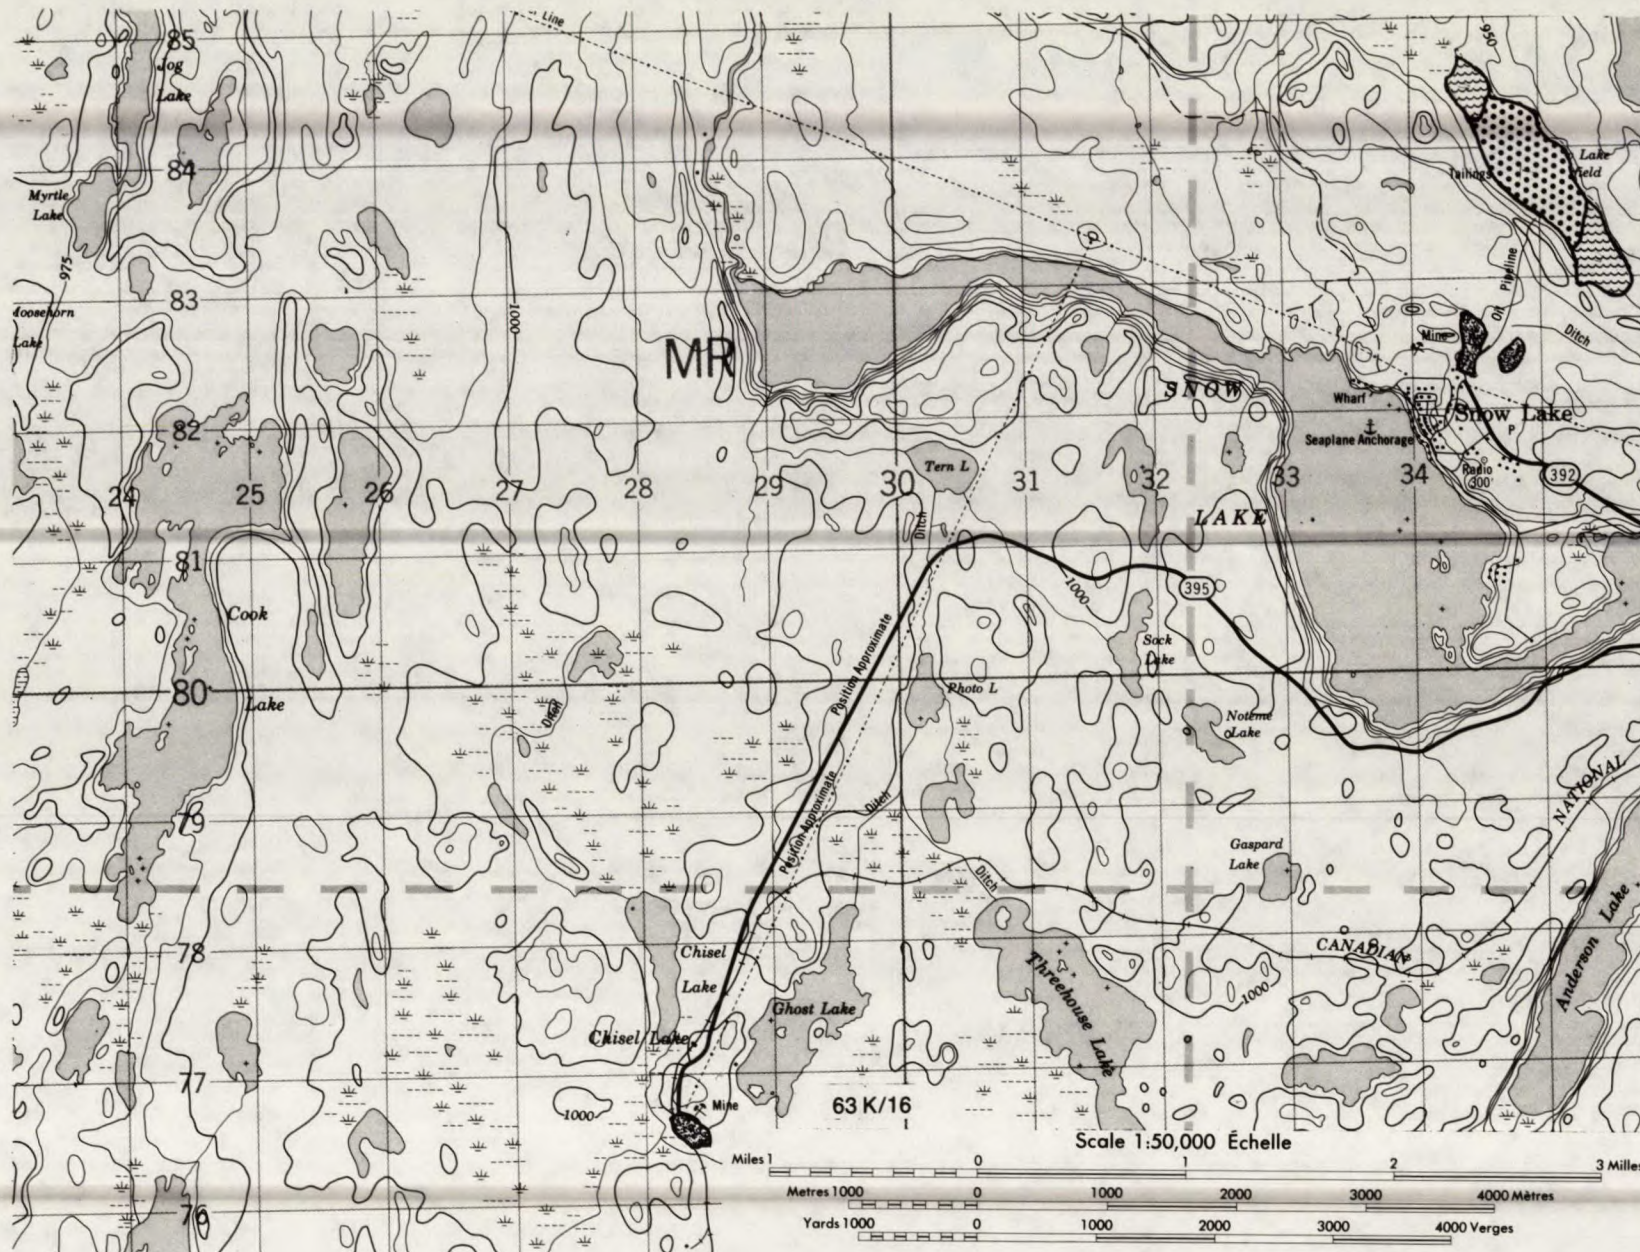 Line
85
Jog
Lake
950
84
Lake
Tailings
Myrtle
Lake
975
83
Oil Pipeline
Lake
1000
MR
Mine
Ditch
SNOW
Wharf
Snow Lake
P
82
Seaplane Anchorage
Tern L
Radio
300'
392
24
25
26
27
28
29
30
31
32
33
34
LAKE
Ditch
81
395
1000
Cook
Position Approximate
Sock
Lake
80
Lake
Photo L
Ditch
Noteme
Lake
NATIONAL
79
Position Approximate
Ditch
Gaspard
Lake
Ditch
78
Chisel
Lake
CANADIAN
Anderson Lake
Threehouse Lake
1000
Ghost Lake
Chisel Lake
77
1000
Mine
63 K/16
Scale 1:50,000 Échelle
Miles 1 0 1 2 3 Milles
Metres 1000 0 1000 2000 3000 4000 Mètres
76
Yards 1000 0 1000 2000 3000 4000 Verges